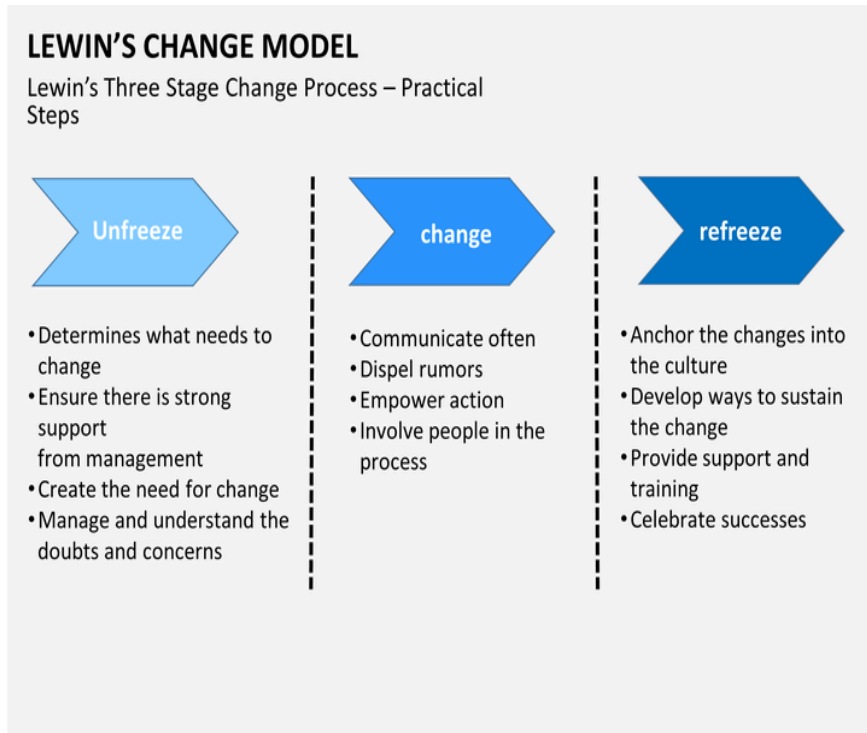 LEWIN'S CHANGE MODEL
Lewin's Three Stage Change Process – Practical
Steps
Unfreeze
•Determines what needs to
change
•Ensure there is strong
support
from management
•Create the need for change
•Manage and understand the
doubts and concerns
change
•Communicate often
•Dispel rumors
•Empower action
•Involve people in the
process
refreeze
•Anchor the changes into
the culture
•Develop ways to sustain
the change
•Provide support and
training
•Celebrate successes